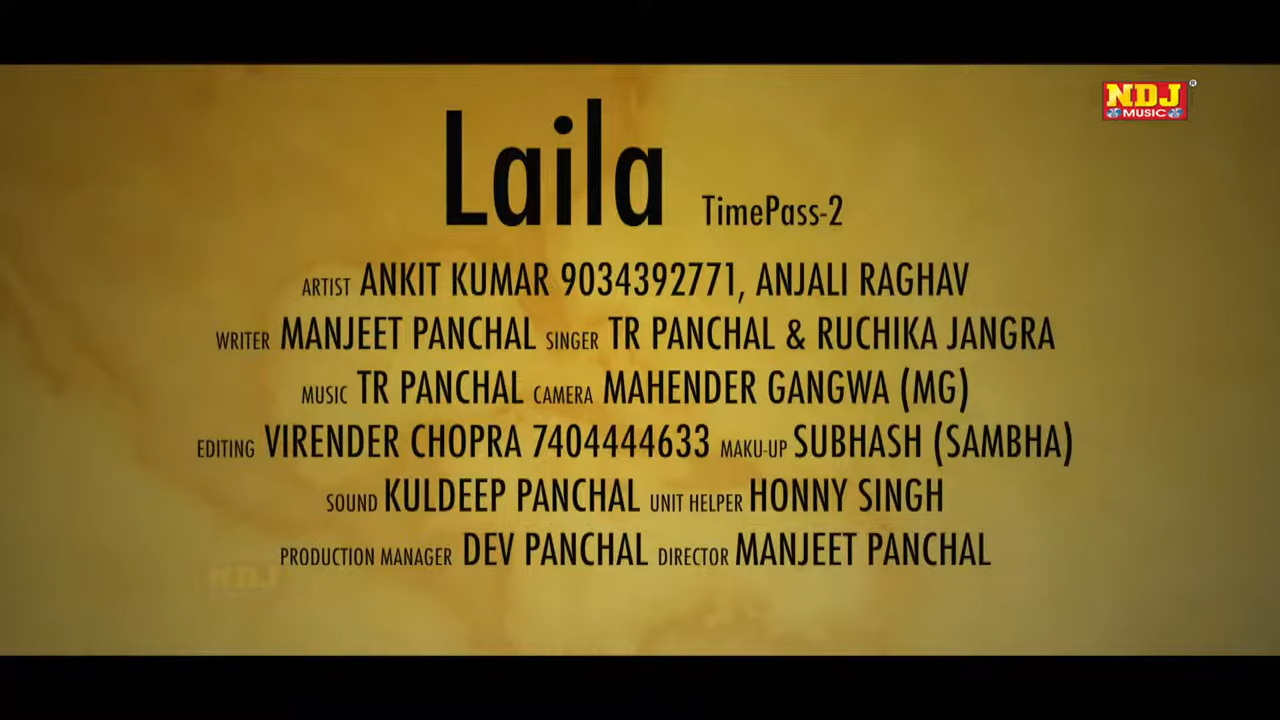 NDJ
MUSIC
Laila TimePass-2
ARTIST ANKIT KUMAR 9034392771, ANJALI RAGHAV
WRITER MANJEET PANCHAL SINGER TR PANCHAL & RUCHIKA JANGRA
MUSIC TR PANCHAL CAMERA MAHENDER GANGWA (MG)
EDITING VIRENDER CHOPRA 7404444633 MAKU-UP SUBHASH (SAMBHA)
SOUND KULDEEP PANCHAL UNIT HELPER HONNY SINGH
PRODUCTION MANAGER DEV PANCHAL DIRECTOR MANJEET PANCHAL
NDJ